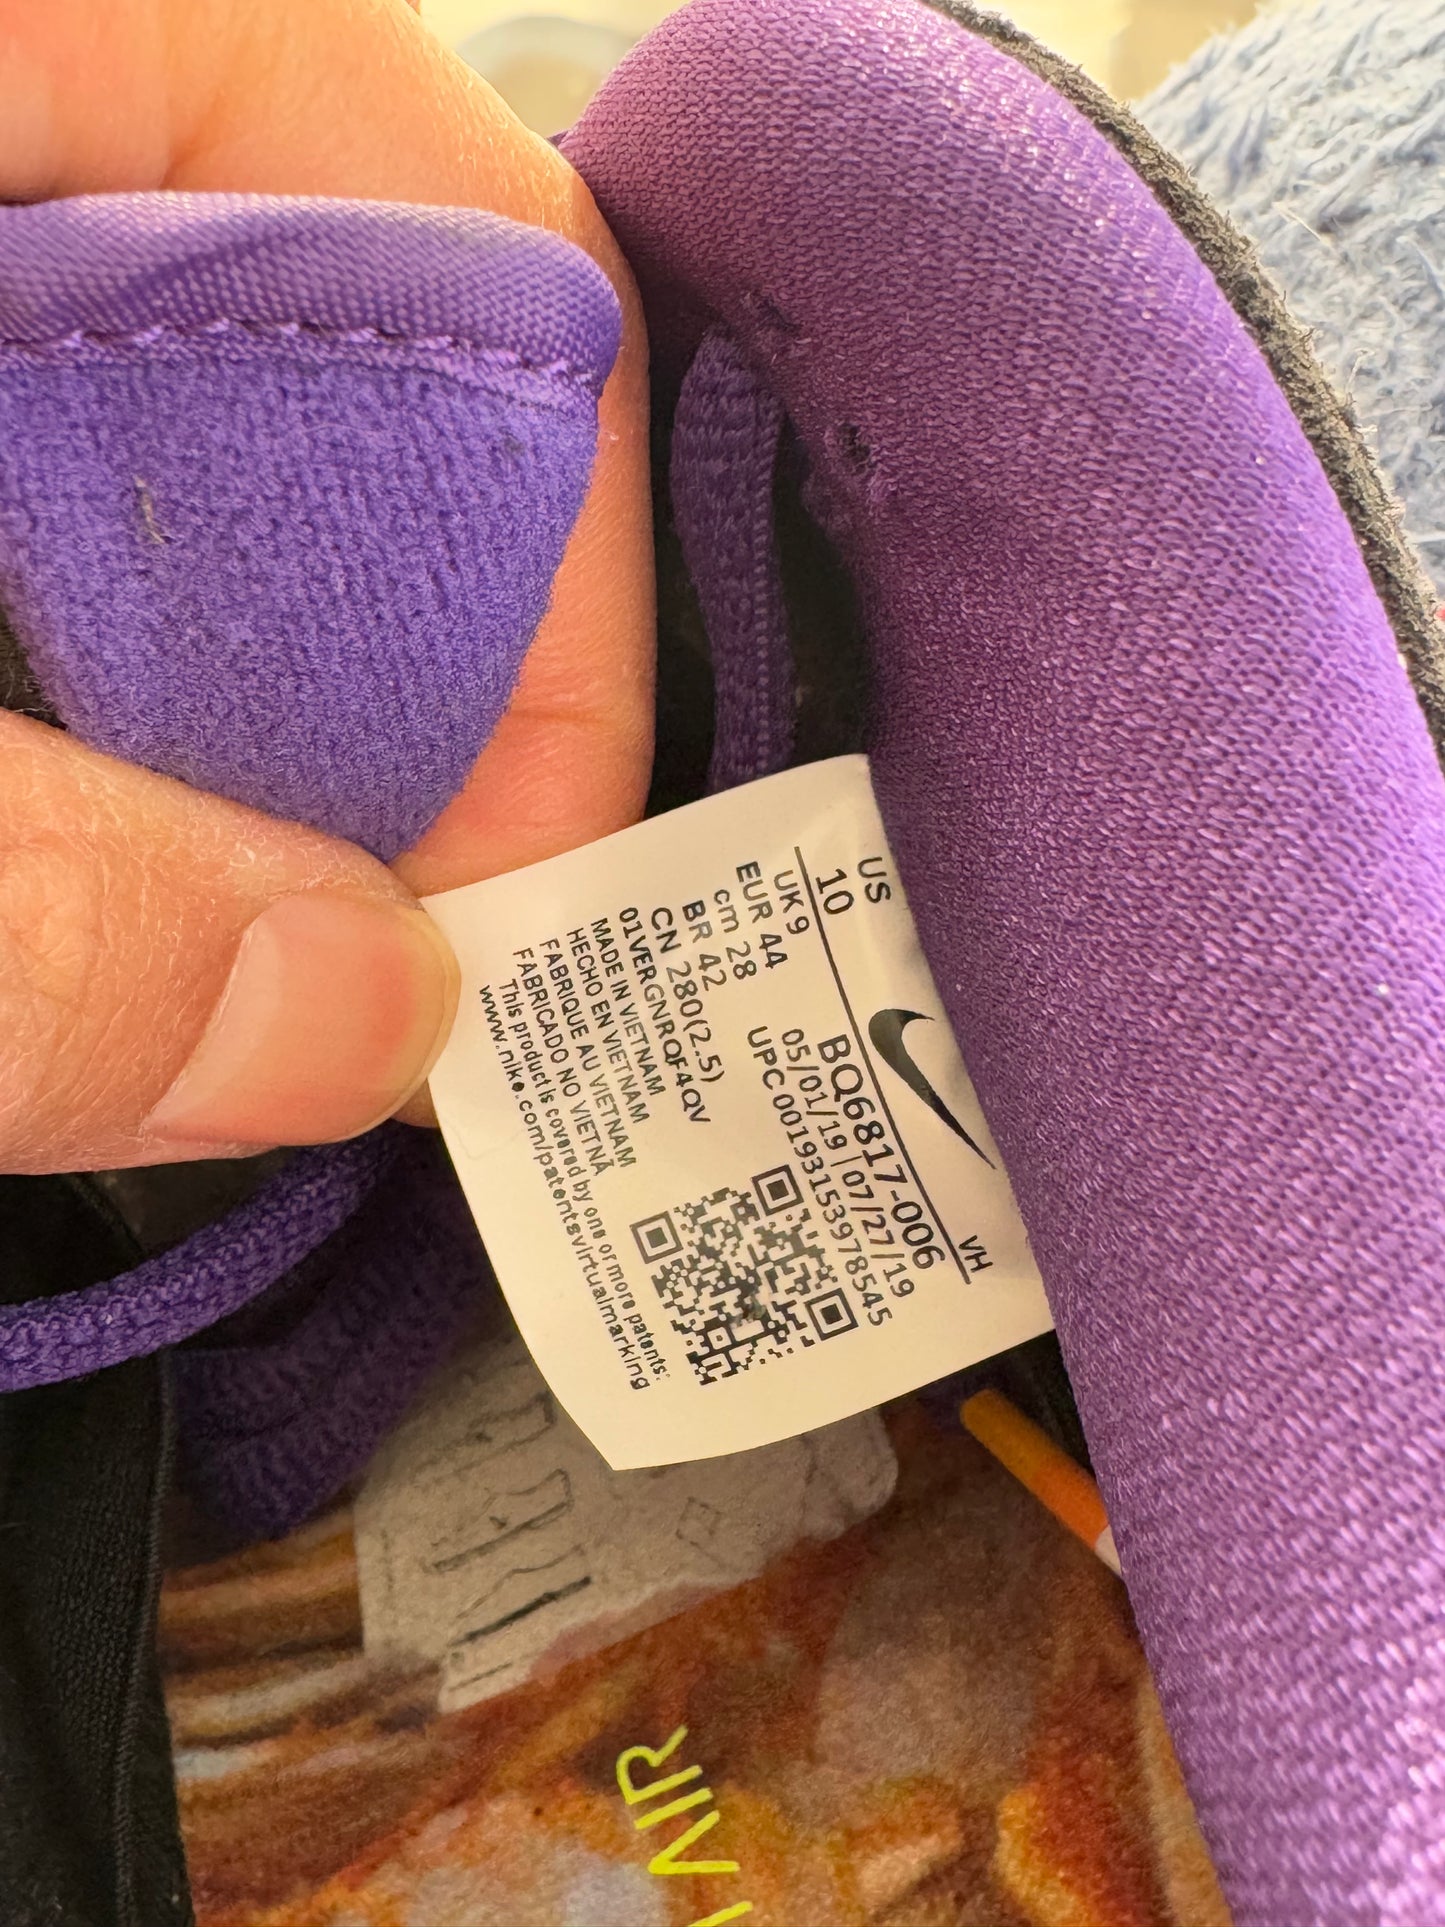 US
10
VH
UK 9
EUR 44
cm 28
BR 42
CN 280(2.5)
BQ6817-006
05/01/19 | 07/27/19
UPC 00193153978545
01VERGNRQF4QV
MADE IN VIETNAM
HECHO EN VIETNAM
FABRIQUE AU VIETNAM
FABRICADO NO VIETNÃ
This product is covered by one or more patents:
www.nike.com/patentsvirtualmarking
AIR